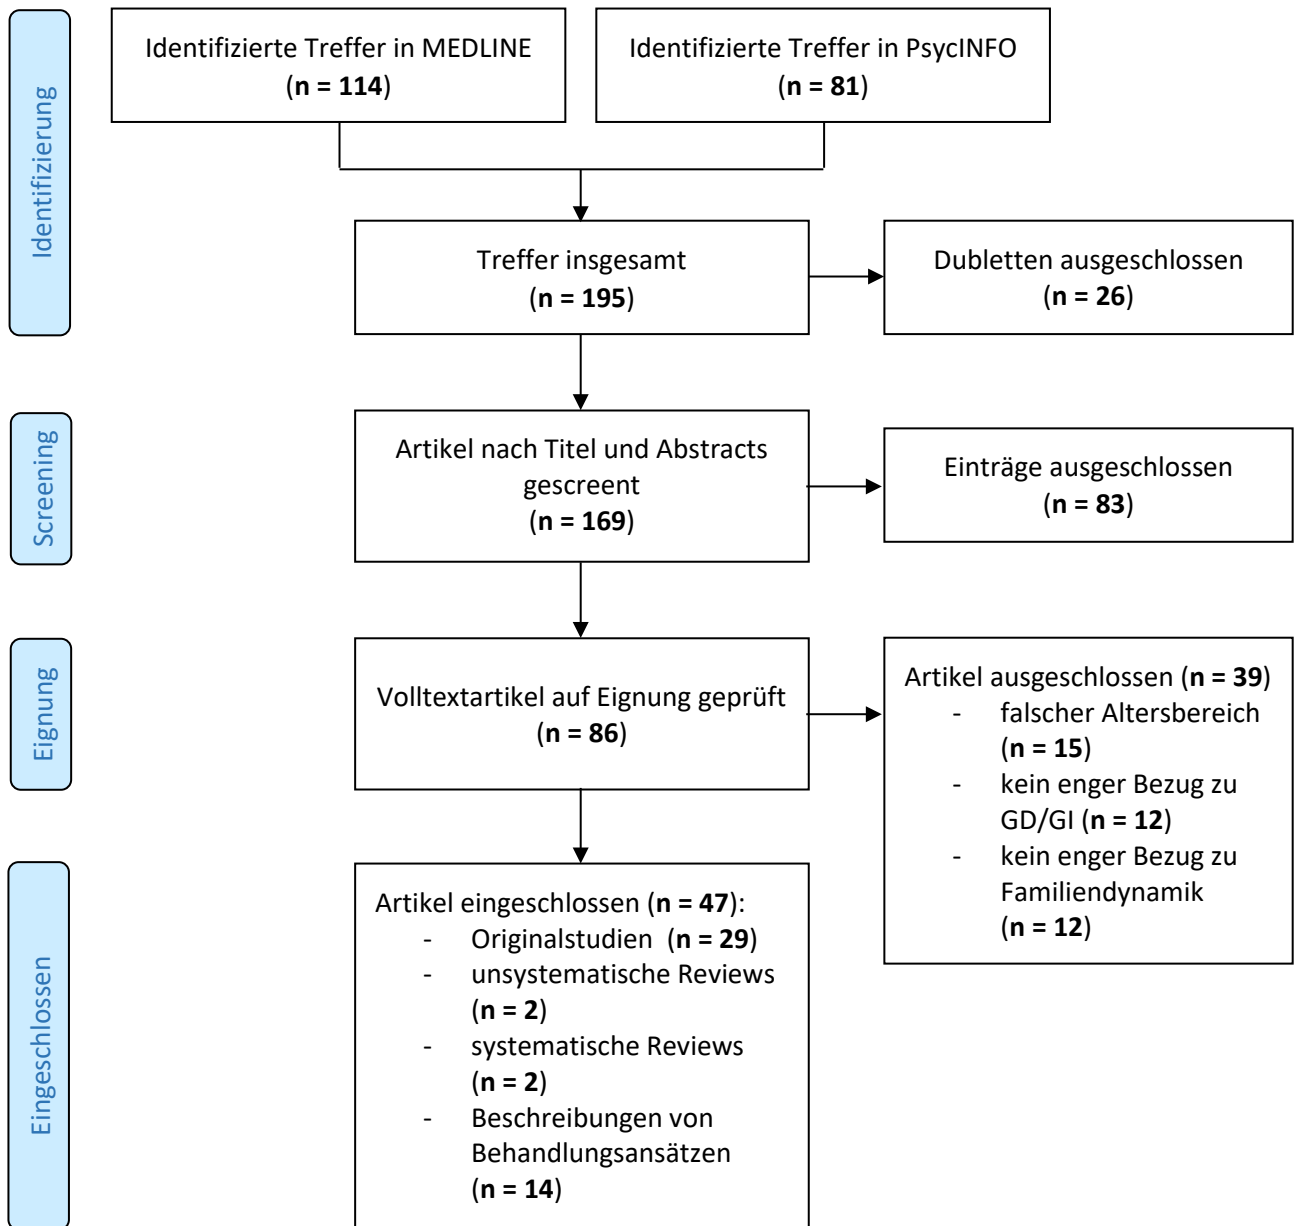 Identifizierung
Identifizierte Treffer in MEDLINE
(n = 114)
Identifizierte Treffer in PsycINFO
(n = 81)
Treffer insgesamt
(n = 195)
Dubletten ausgeschlossen
(n = 26)
Screening
Artikel nach Titel und Abstracts
gescreent
(n = 169)
Einträge ausgeschlossen
(n = 83)
Eignung
Volltextartikel auf Eignung geprüft
(n = 86)
Artikel ausgeschlossen (n = 39)
- falscher Altersbereich
(n = 15)
- kein enger Bezug zu
GD/GI (n = 12)
- kein enger Bezug zu
Familiendynamik
(n = 12)
Eingeschlossen
Artikel eingeschlossen (n = 47):
- Originalstudien (n = 29)
- unsystematische Reviews
(n = 2)
- systematische Reviews
(n = 2)
- Beschreibungen von
Behandlungsansätzen
(n = 14)